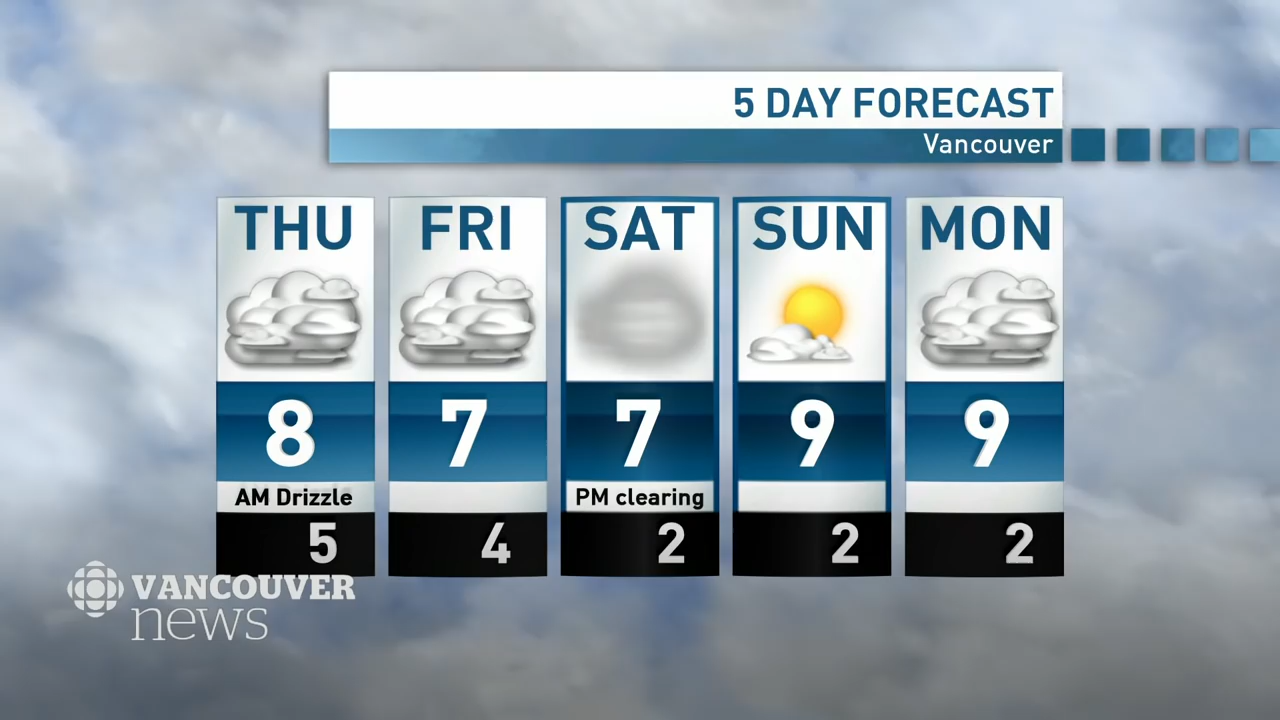 5 DAY FORECAST
Vancouver
THU FRI SAT SUN MON
8 7 7 9 9
AM Drizzle PM clearing
5 4 2 2 2
VANCOUVER
news